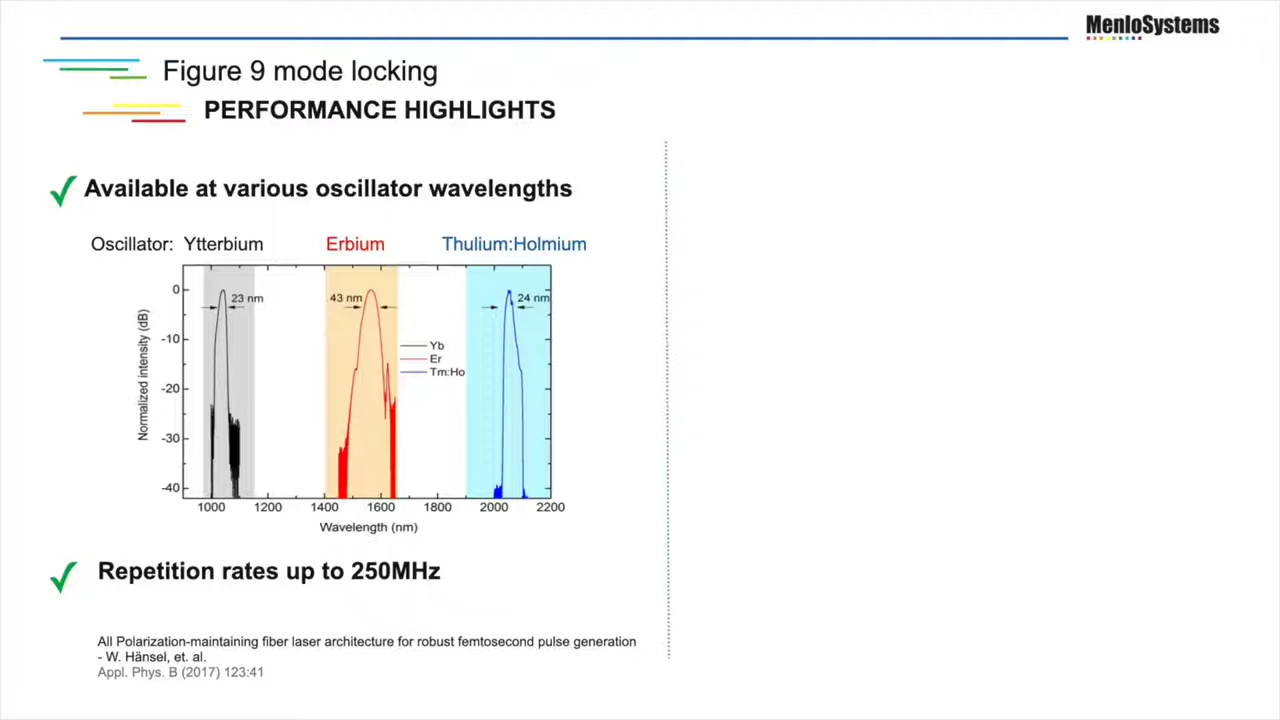 MenloSystems
Figure 9 mode locking
PERFORMANCE HIGHLIGHTS
Available at various oscillator wavelengths
Oscillator: Ytterbium Erbium Thulium:Holmium
23 nm 43 nm 24 nm
Yb
Er
Tm:Ho
Normalized intensity (dB)
0
-10
-20
-30
-40
1000 1200 1400 1600 1800 2000 2200
Wavelength (nm)
Repetition rates up to 250MHz
All Polarization-maintaining fiber laser architecture for robust femtosecond pulse generation
- W. Hänsel, et. al.
Appl. Phys. B (2017) 123:41